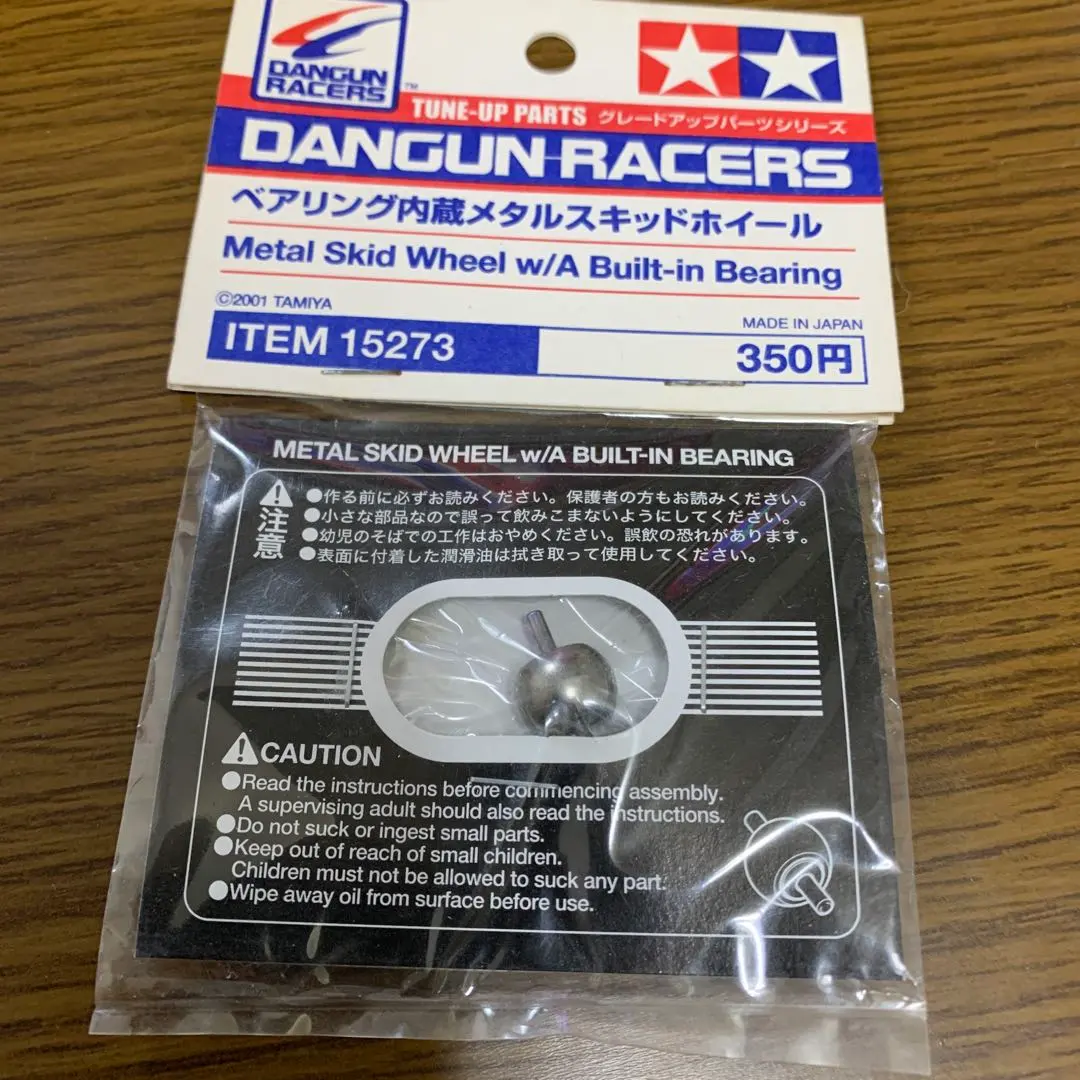 DANGUN
RACERS
TM
TUNE-UP PARTS グレードアップパーツシリーズ
DANGUN-RACERS
ベアリング内蔵メタルスキッドホイール
Metal Skid Wheel w/A Built-in Bearing
©2001 TAMIYA
MADE IN JAPAN
ITEM 15273
350円
METAL SKID WHEEL w/A BUILT-IN BEARING
注意
●作る前に必ずお読みください。保護者の方もお読みください。
●小さな部品なので誤って飲みこまないようにしてください。
●幼児のそばでの工作はおやめください。誤飲の恐れがあります。
●表面に付着した潤滑油は拭き取って使用してください。
CAUTION
●Read the instructions before commencing assembly.
A supervising adult should also read the instructions.
●Do not suck or ingest small parts.
●Keep out of reach of small children.
Children must not be allowed to suck any part.
●Wipe away oil from surface before use.